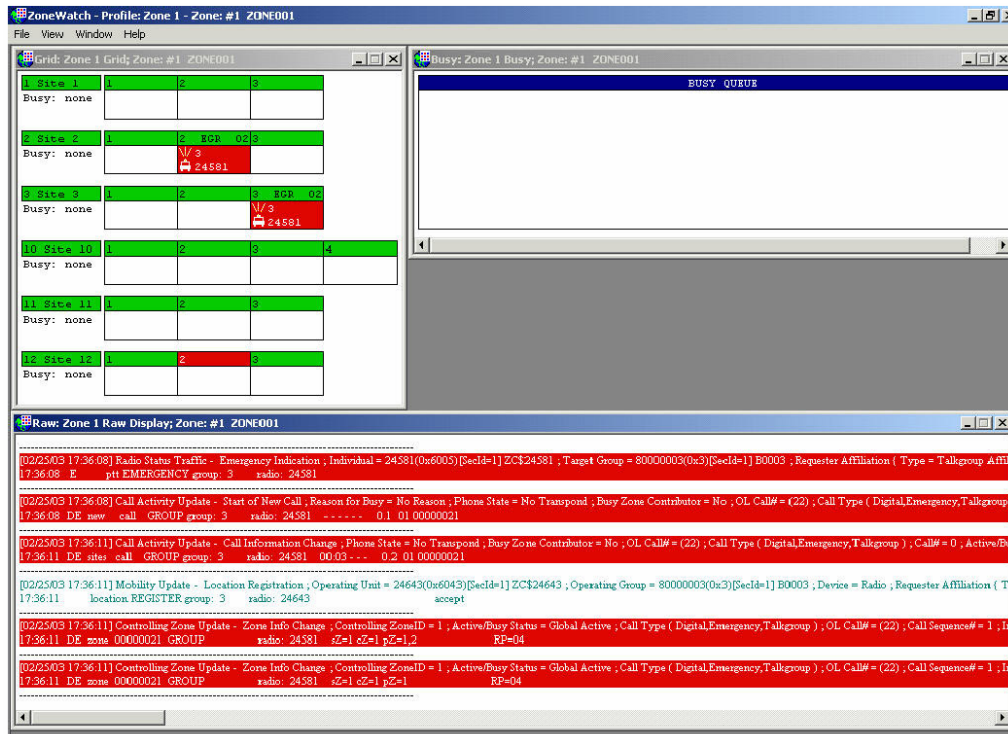 ZoneWatch - Profile: Zone 1 - Zone: #1 ZONE001
File View Window Help
Grid: Zone 1 Grid; Zone: #1 ZONE001
1 Site 1 1 2 3
Busy: none
2 Site 2 1 2 EGR 02 3
Busy: none
3
24581
3 Site 3 1 2 3 EGR 02
Busy: none
3
24581
10 Site 10 1 2 3 4
Busy: none
11 Site 11 1 2 3
Busy: none
12 Site 12 1 2 3
Busy: none
Busy: Zone 1 Busy; Zone: #1 ZONE001
BUSY QUEUE
Raw: Zone 1 Raw Display; Zone: #1 ZONE001
[02/25/03 17:36:08] Radio Status Traffic - Emergency Indication ; Individual = 24581(0x6005)[SecId=1] ZC$24581 ; Target Group = 80000003(0x3)[SecId=1] B0003 ; Requester Affiliation { Type = Talkgroup Affi
17:36:08 E ptt EMERGENCY group: 3 radio: 24581
[02/25/03 17:36:08] Call Activity Update - Start of New Call ; Reason for Busy = No Reason ; Phone State = No Transpond ; Busy Zone Contributor = No ; OL Call# = (22) ; Call Type ( Digital,Emergency,Talkgroup
17:36:08 DE new call GROUP group: 3 radio: 24581 - - - - - - 0.1 01 00000021
[02/25/03 17:36:11] Call Activity Update - Call Information Change ; Phone State = No Transpond ; Busy Zone Contributor = No ; OL Call# = (22) ; Call Type ( Digital,Emergency,Talkgroup ) ; Call# = 0 ; Active/B
17:36:11 DE sites call GROUP group: 3 radio: 24581 00:03 - - - 0.2 01 00000021
[02/25/03 17:36:11] Mobility Update - Location Registration ; Operating Unit = 24643(0x6043)[SecId=1] ZC$24643 ; Operating Group = 80000003(0x3)[SecId=1] B0003 ; Device = Radio ; Requester Affiliation { T
17:36:11 location REGISTER group: 3 radio: 24643 accept
[02/25/03 17:36:11] Controlling Zone Update - Zone Info Change ; Controlling ZoneID = 1 ; Active/Busy Status = Global Active ; Call Type ( Digital,Emergency,Talkgroup ) ; OL Call# = (22) ; Call Sequence# = 1 ; I
17:36:11 DE zone 00000021 GROUP radio: 24581 sZ=1 cZ=1 pZ=1,2 RP=04
[02/25/03 17:36:11] Controlling Zone Update - Zone Info Change ; Controlling ZoneID = 1 ; Active/Busy Status = Global Active ; Call Type ( Digital,Emergency,Talkgroup ) ; OL Call# = (22) ; Call Sequence# = 1 ; I
17:36:11 DE zone 00000021 GROUP radio: 24581 sZ=1 cZ=1 pZ=1 RP=04